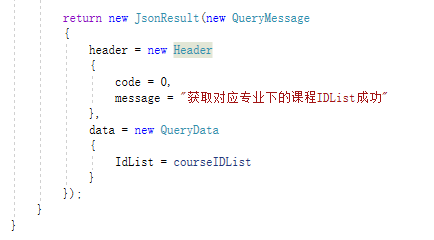 return new JsonResult(new QueryMessage
{
header = new Header
{
code = 0,
message = "获取对应专业下的课程IDList成功"
},
data = new QueryData
{
IdList = courseIDList
}
});
}
}